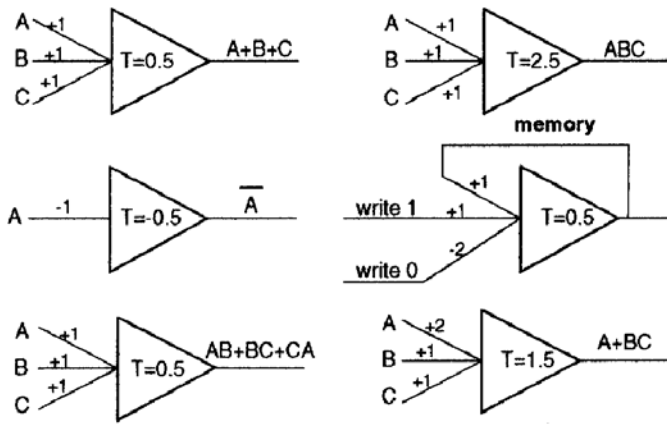 A +1
B +1 T=0.5 A+B+C
C +1
A +1
B +1 T=2.5 ABC
C +1
memory
A -1 T=-0.5 A̅
+1
write 1 +1 T=0.5
write 0 -2
A +1
B +1 T=0.5 AB+BC+CA
C +1
A +2
B +1 T=1.5 A+BC
C +1